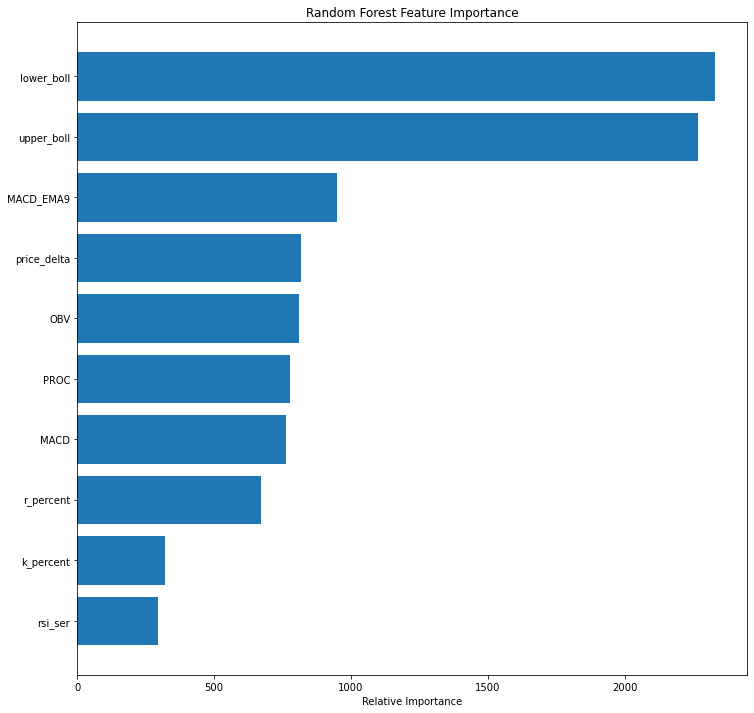 Random Forest Feature Importance
lower_boll
upper_boll
MACD_EMA9
price_delta
OBV
PROC
MACD
r_percent
k_percent
rsi_ser
0 500 1000 1500 2000
Relative Importance